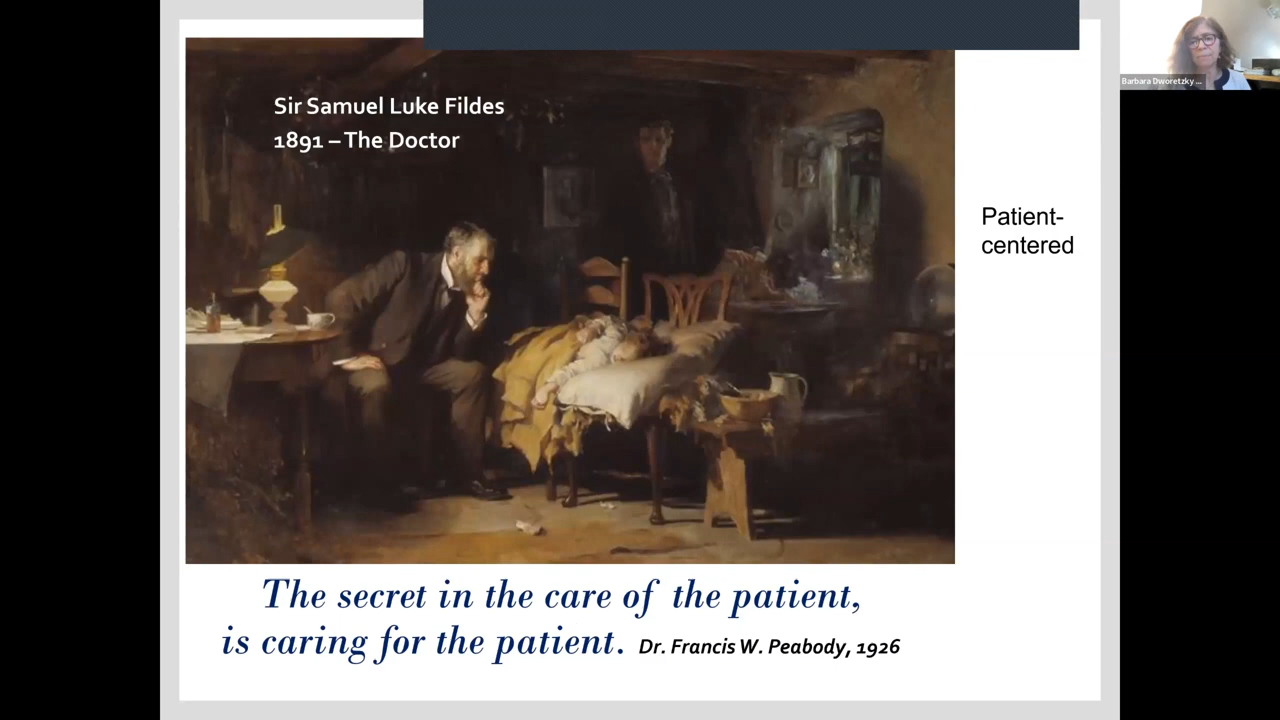 Sir Samuel Luke Fildes
1891 – The Doctor
Barbara Dworetzky ...
Patient-
centered
The secret in the care of the patient,
is caring for the patient. Dr. Francis W. Peabody, 1926